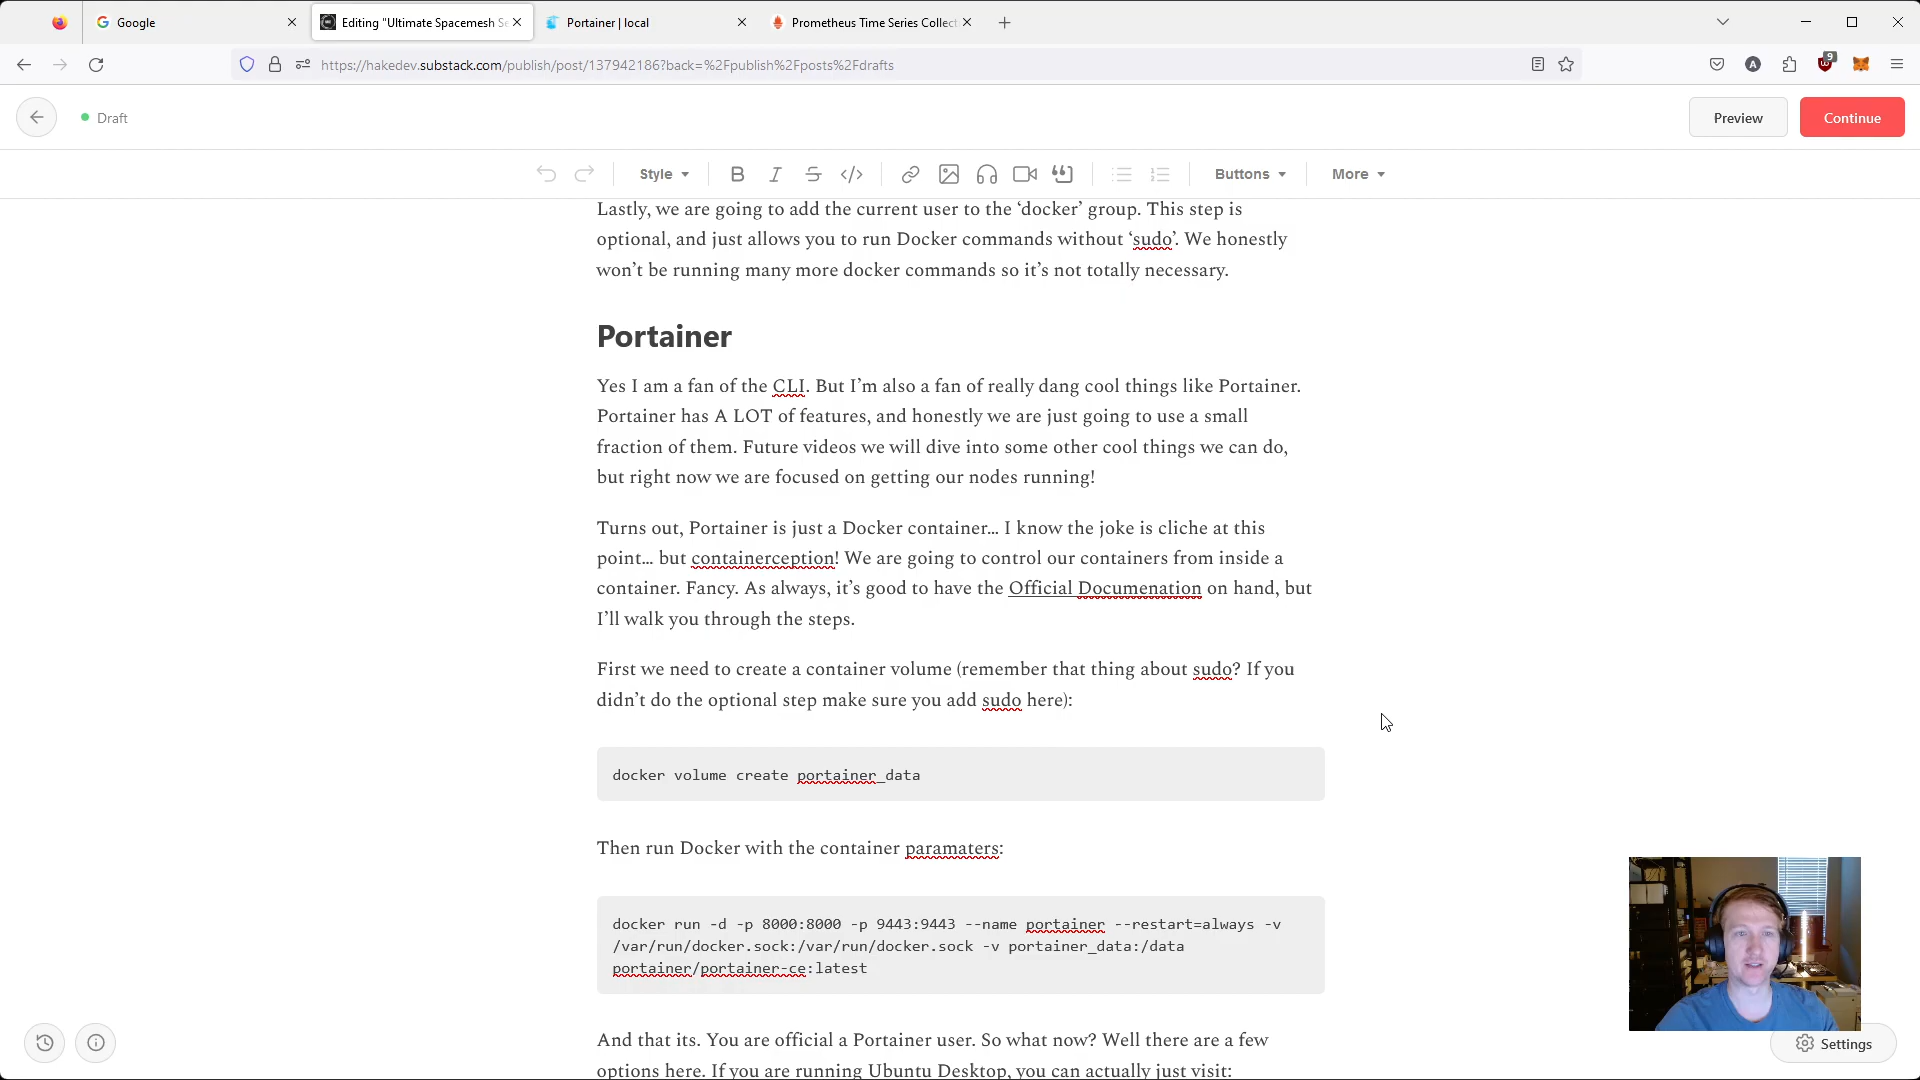 Google
Editing "Ultimate Spacemesh Se
Portainer | local
Prometheus Time Series Collect
https://hakedev.substack.com/publish/post/137942186?back=%2Fpublish%2Fposts%2Fdrafts
9
A
Draft
Preview
Continue
Style
B
I
S
Buttons
More
Lastly, we are going to add the current user to the ‘docker’ group. This step is
optional, and just allows you to run Docker commands without ‘sudo’. We honestly
won’t be running many more docker commands so it’s not totally necessary.
Portainer
Yes I am a fan of the CLI. But I’m also a fan of really dang cool things like Portainer.
Portainer has A LOT of features, and honestly we are just going to use a small
fraction of them. Future videos we will dive into some other cool things we can do,
but right now we are focused on getting our nodes running!
Turns out, Portainer is just a Docker container… I know the joke is cliche at this
point… but containerception! We are going to control our containers from inside a
container. Fancy. As always, it’s good to have the Official Documenation on hand, but
I’ll walk you through the steps.
First we need to create a container volume (remember that thing about sudo? If you
didn’t do the optional step make sure you add sudo here):
docker volume create portainer_data
Then run Docker with the container paramaters:
docker run -d -p 8000:8000 -p 9443:9443 --name portainer --restart=always -v
/var/run/docker.sock:/var/run/docker.sock -v portainer_data:/data
portainer/portainer-ce:latest
And that its. You are official a Portainer user. So what now? Well there are a few
options here. If you are running Ubuntu Desktop, you can actually just visit:
Settings